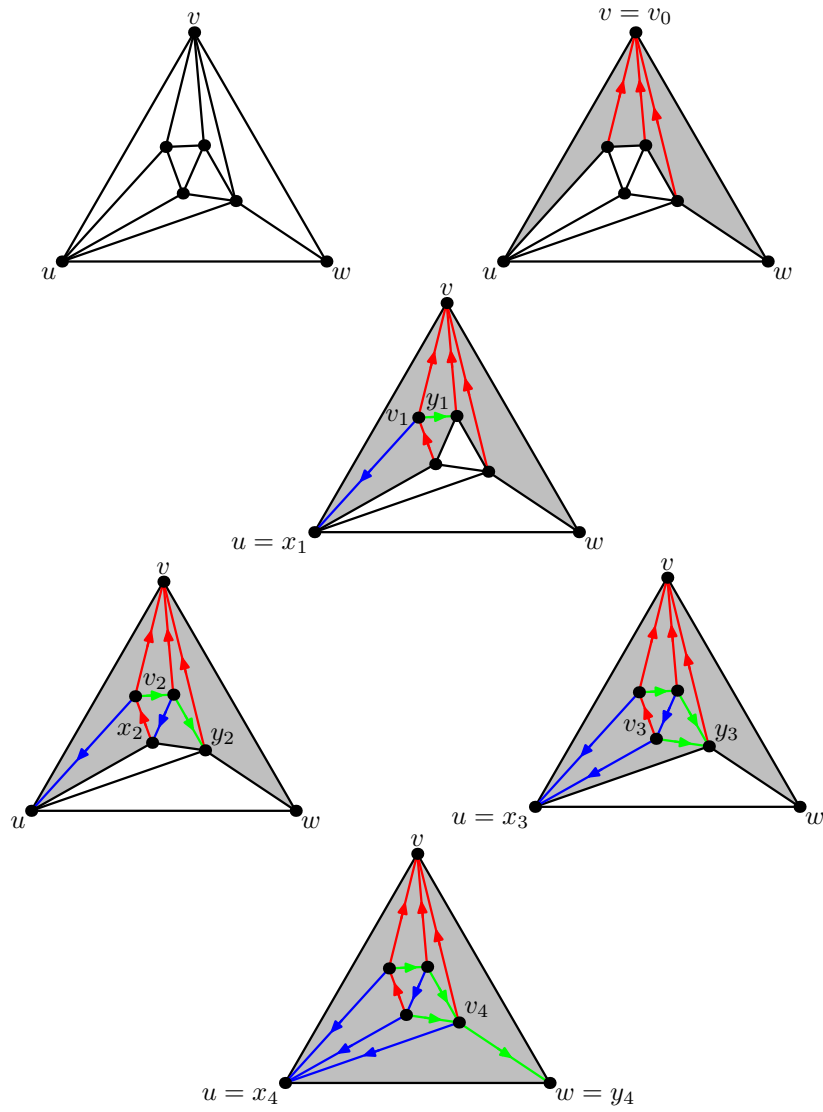 v
v = v₀
u
w
u
w
v
v₁
y₁
u = x₁
w
v
v
v₂
x₂
y₂
v₃
y₃
u
w
u = x₃
w
v
v₄
u = x₄
w = y₄